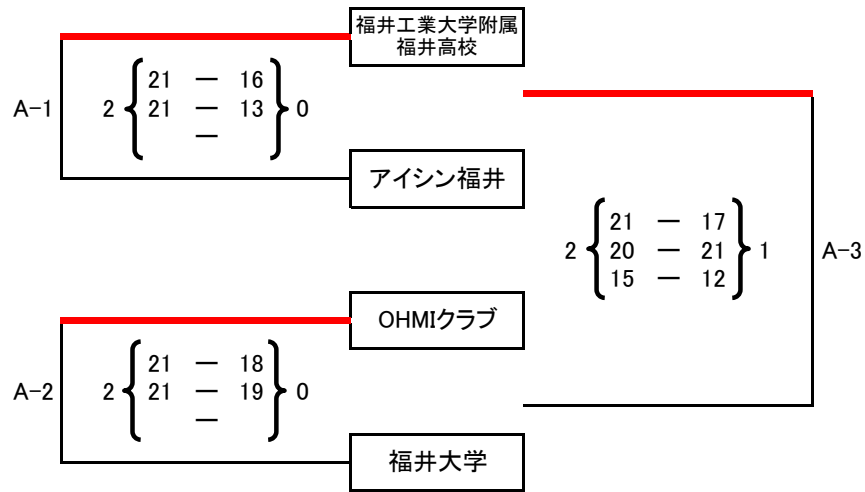 福井工業大学附属
福井高校
A-1
2 { 21 － 16 } 0
21 － 13
－
アイシン福井
OHMIクラブ
A-2
2 { 21 － 18 } 0
21 － 19
－
福井大学
2 { 21 － 17 } 1
20 － 21
15 － 12
A-3